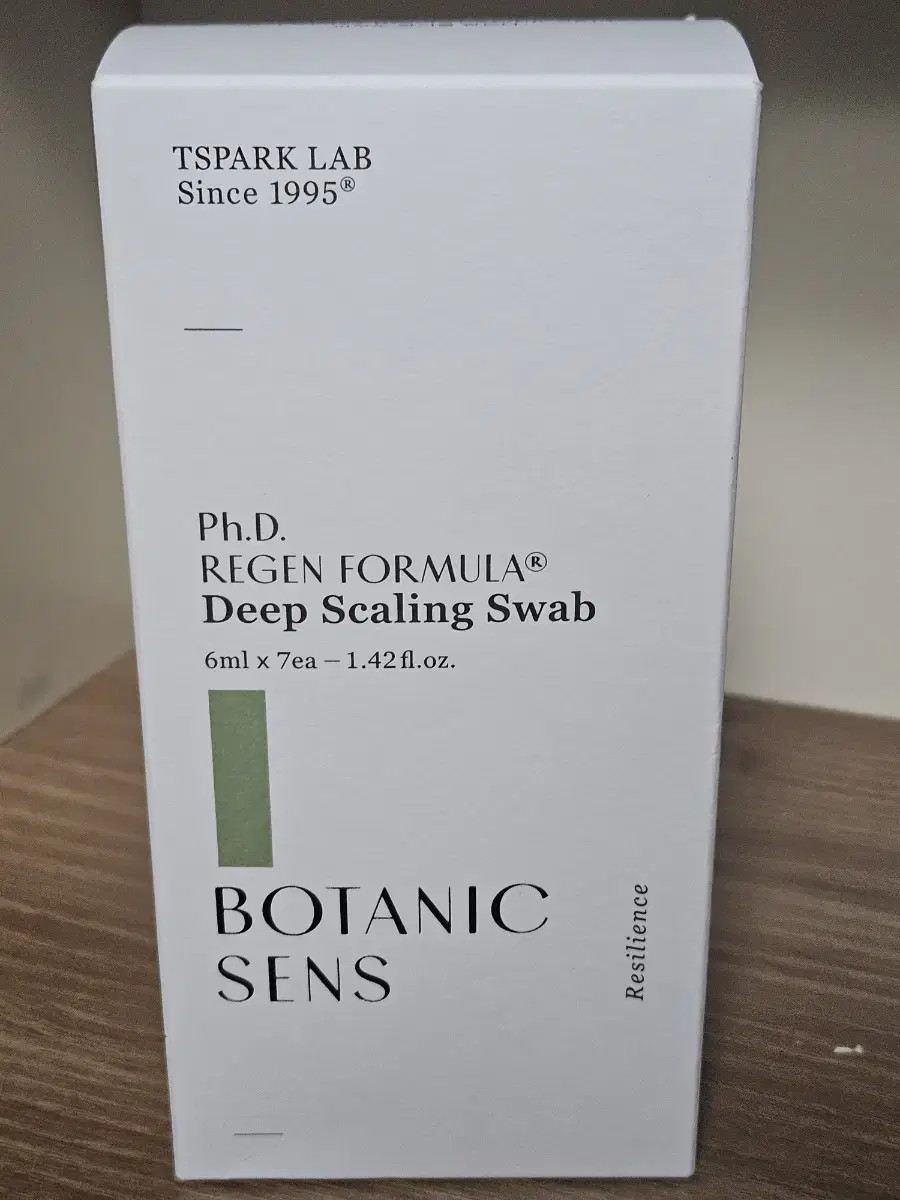 TSPARK LAB
Since 1995®
Ph.D.
REGEN FORMULA®
Deep Scaling Swab
6ml x 7ea – 1.42 fl.oz.
BOTANIC
SENS
Resilience